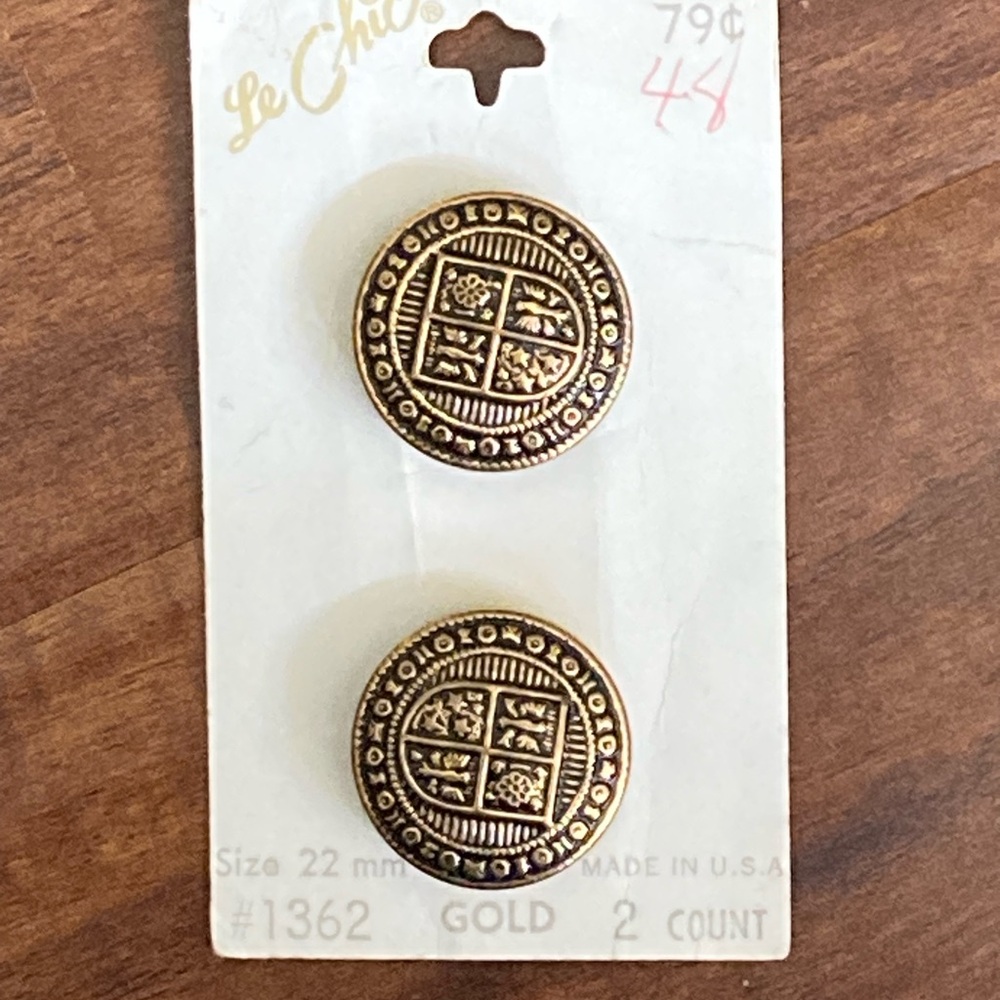 Le Chic®
79¢
48
Size 22 mm MADE IN U.S.A
#1362 GOLD 2 COUNT